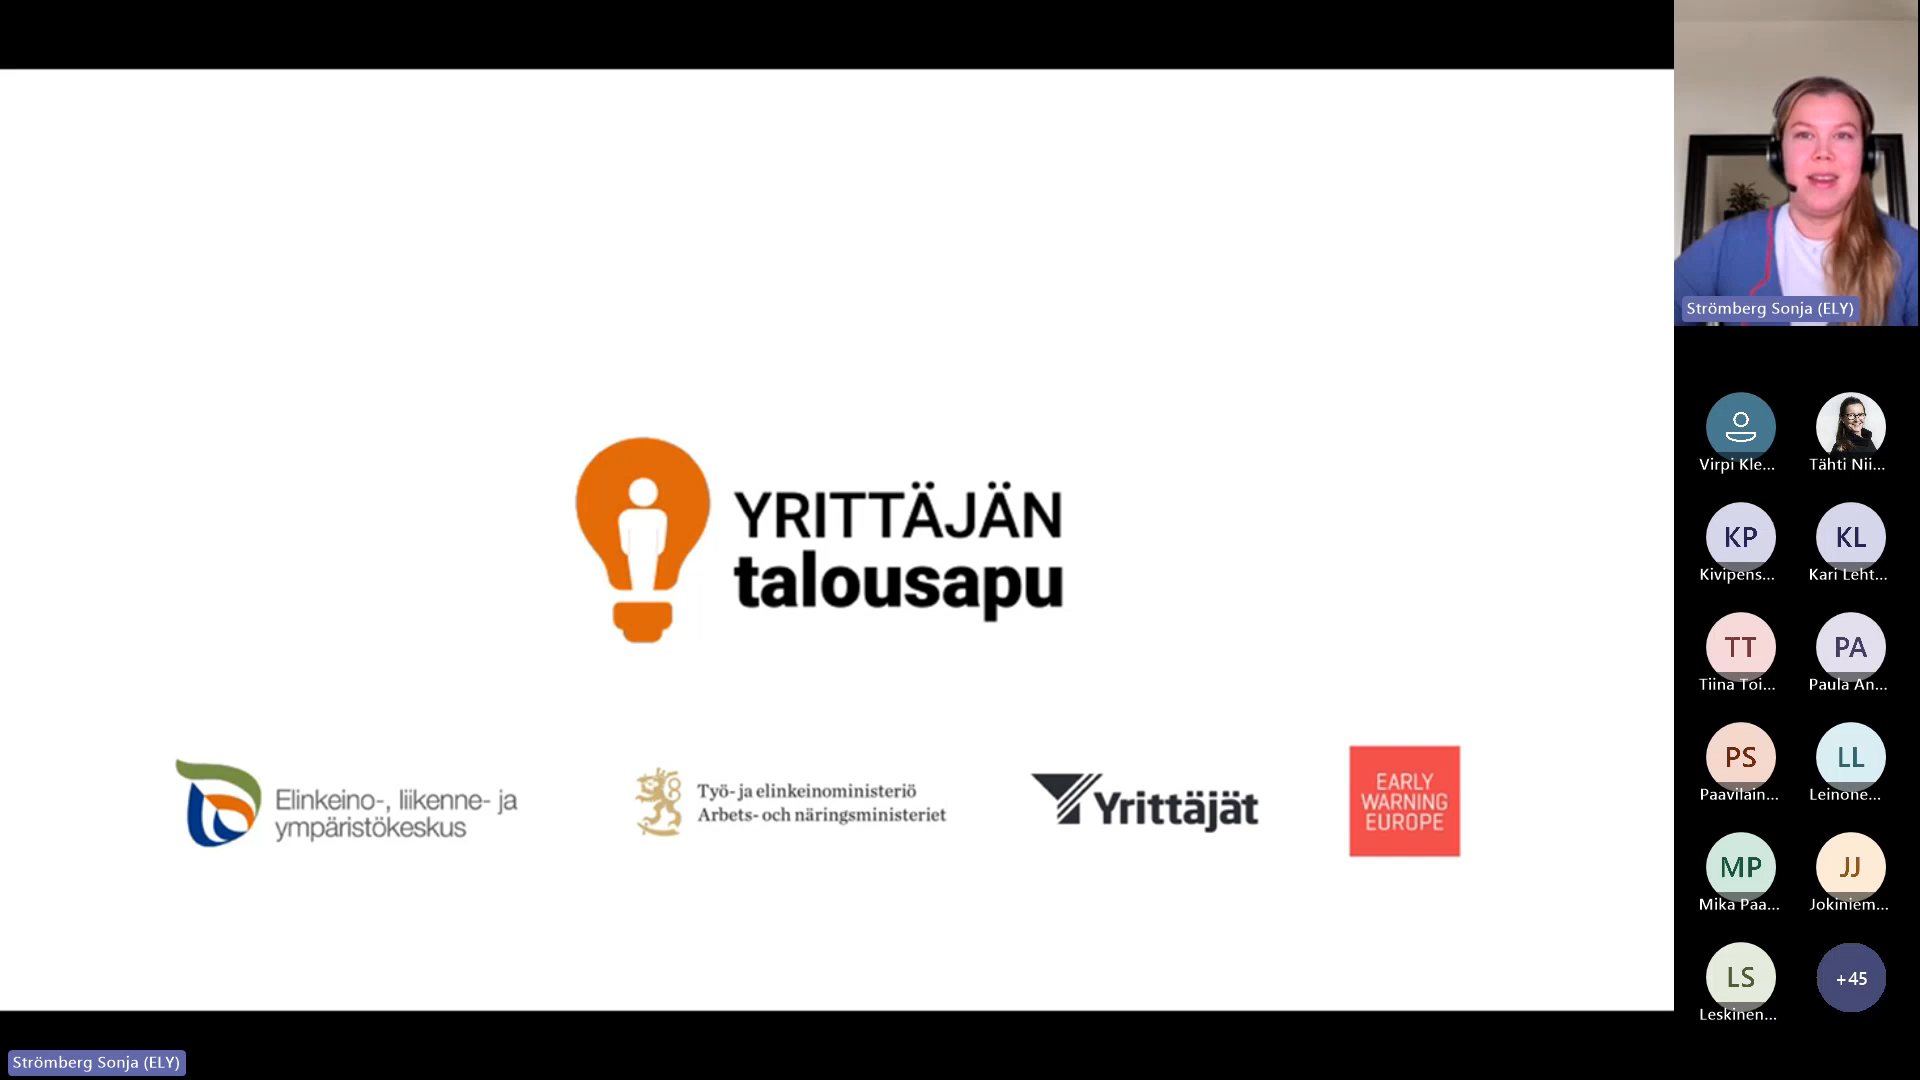 YRITTÄJÄN
talousapu
Elinkeino-, liikenne- ja
ympäristökeskus
Työ- ja elinkeinoministeriö
Arbets- och näringsministeriet
Yrittäjät
EARLY
WARNING
EUROPE
Strömberg Sonja (ELY)
Strömberg Sonja (ELY)
Virpi Kle...
Tähti Nii...
KP
KL
Kivipens...
Kari Leht...
TT
PA
Tiina Toi...
Paula An...
PS
LL
Paavilain...
Leinone...
MP
JJ
Mika Paa...
Jokiniem...
LS
+45
Leskinen...